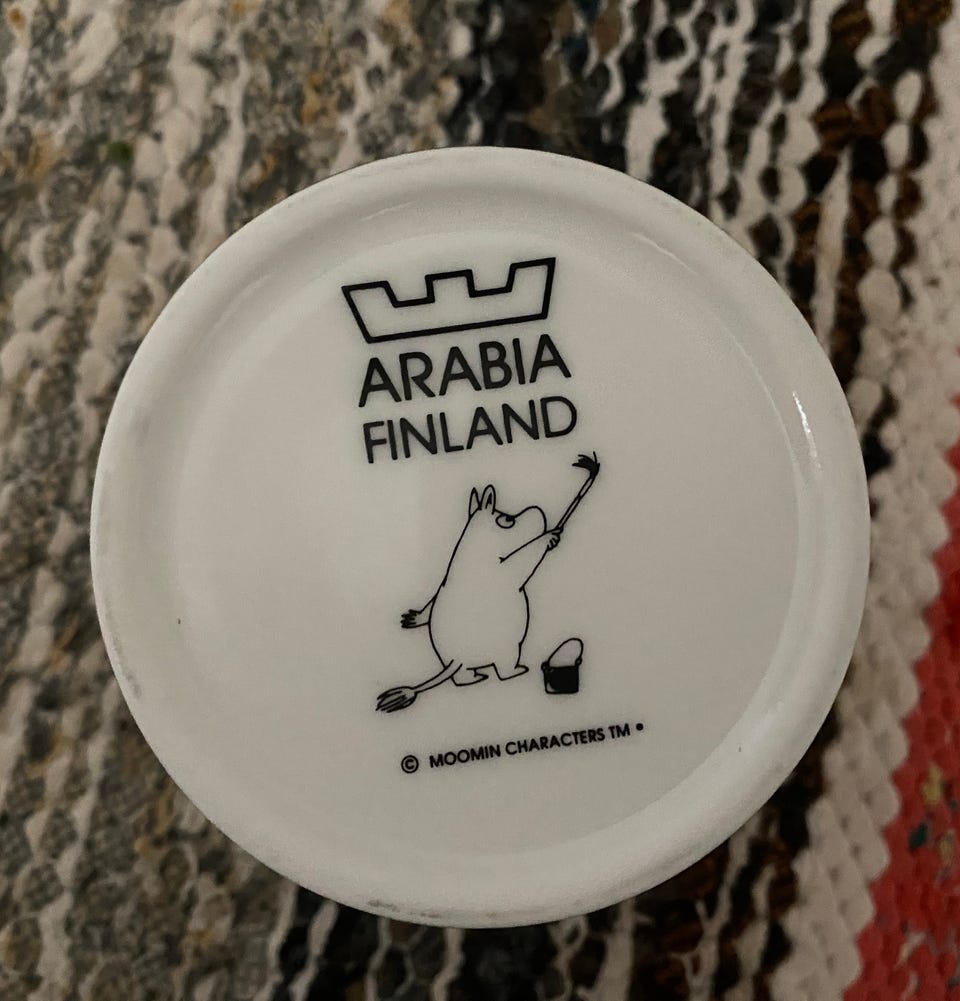 ARABIA
FINLAND
© MOOMIN CHARACTERS TM •